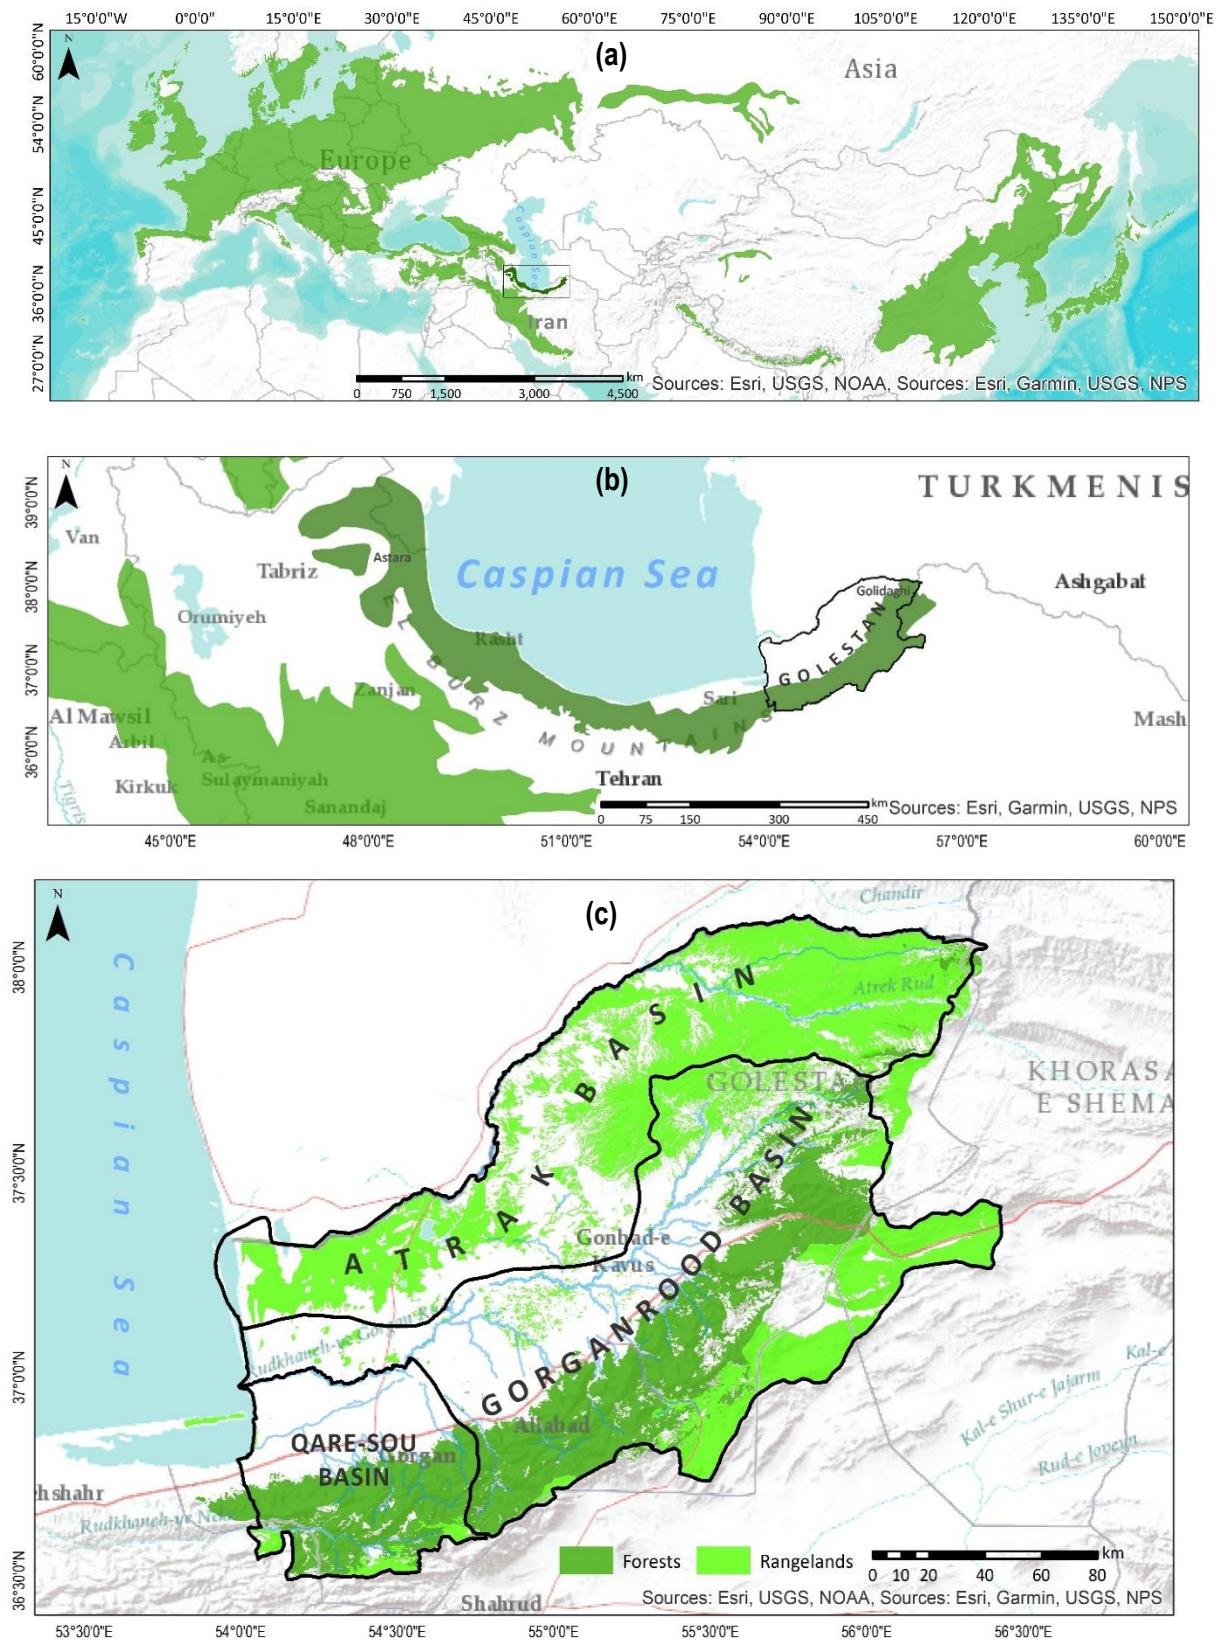 15°0'0"W 0°0'0" 15°0'0"E 30°0'0"E 45°0'0"E 60°0'0"E 75°0'0"E 90°0'0"E 105°0'0"E 120°0'0"E 135°0'0"E 150°0'0"E
60°0'0"N
54°0'0"N
45°0'0"N
36°0'0"N
27°0'0"N
N
(a)
Asia
Europe
Caspian Sea
Iran
0 750 1,500 3,000 4,500 km
Sources: Esri, USGS, NOAA, Sources: Esri, Garmin, USGS, NPS
N
(b)
39°0'0"N
38°0'0"N
37°0'0"N
36°0'0"N
TURKMENIS
Van
Astara
Tabriz
Caspian Sea
Ashgabat
Golidaghi
Orumiyeh
GOLESTAN
Rasht
Zanjan
Sari
ELBURZ MOUNTAINS
Al Mawsil
Mash
Arbil
As-
Sulaymaniyah
Kirkuk
Tehran
Tigris
Sanandaj
0 75 150 300 450 km
Sources: Esri, Garmin, USGS, NPS
45°0'0"E 48°0'0"E 51°0'0"E 54°0'0"E 57°0'0"E 60°0'0"E
N
(c)
38°0'0"N
37°30'0"N
37°0'0"N
36°30'0"N
Chandir
Caspian Sea
Atrek Rud
ATRAK BASIN
GOLESTA
KHORASA
E SHEMA
Gonbad-e
Kavus
GORGANROOD BASIN
Rudkhaneh-ye Gorgan Rud
Kal-e
Kal-e Shur-e Jajarm
Aliabad
QARE-SOU
BASIN
Gorgan
Rud-e Joveyn
hshahr
Rudkhaneh-ye Nek
Forests
Rangelands
0 10 20 40 60 80 km
Shahrud
Sources: Esri, USGS, NOAA, Sources: Esri, Garmin, USGS, NPS
53°30'0"E 54°0'0"E 54°30'0"E 55°0'0"E 55°30'0"E 56°0'0"E 56°30'0"E